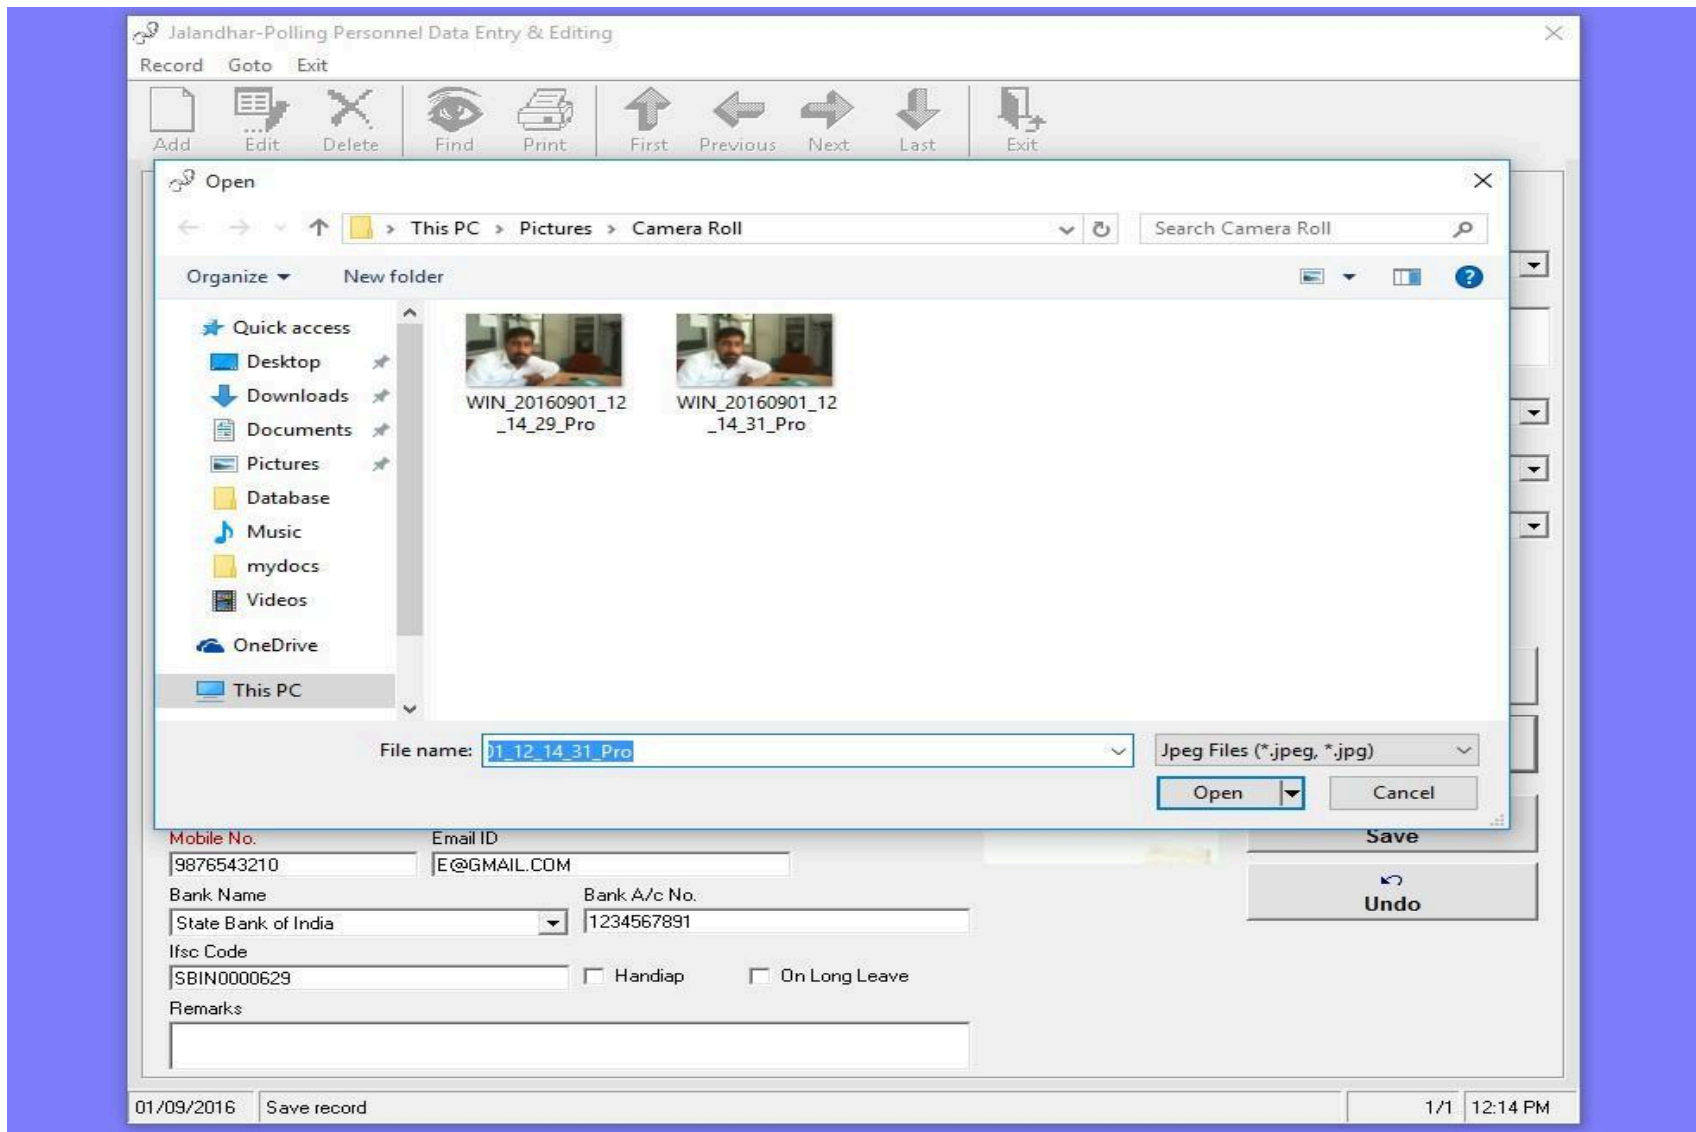 Jalandhar-Polling Personnel Data Entry & Editing
Record Goto Exit
Add Edit Delete Find Print First Previous Next Last Exit
Open
This PC > Pictures > Camera Roll Search Camera Roll
Organize New folder
Quick access
Desktop
Downloads
Documents
Pictures
Database
Music
mydocs
Videos
OneDrive
This PC
WIN_20160901_12
_14_29_Pro
WIN_20160901_12
_14_31_Pro
File name: 01_12_14_31_Pro Jpeg Files (*.jpeg, *.jpg)
Open Cancel
Mobile No. Email ID
9876543210 E@GMAIL.COM
Save
Bank Name Bank A/c No.
State Bank of India 1234567891
Undo
Ifsc Code
SBIN0000629 Handiap On Long Leave
Remarks
01/09/2016 Save record 1/1 12:14 PM